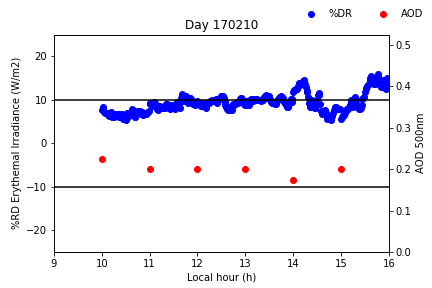 %DR AOD
Day 170210
%RD Erythermal Irradiance (W/m2)
20
10
0
−10
−20
0.5
0.4
0.3
0.2
0.1
0.0
AOD 500nm
9 10 11 12 13 14 15 16
Local hour (h)